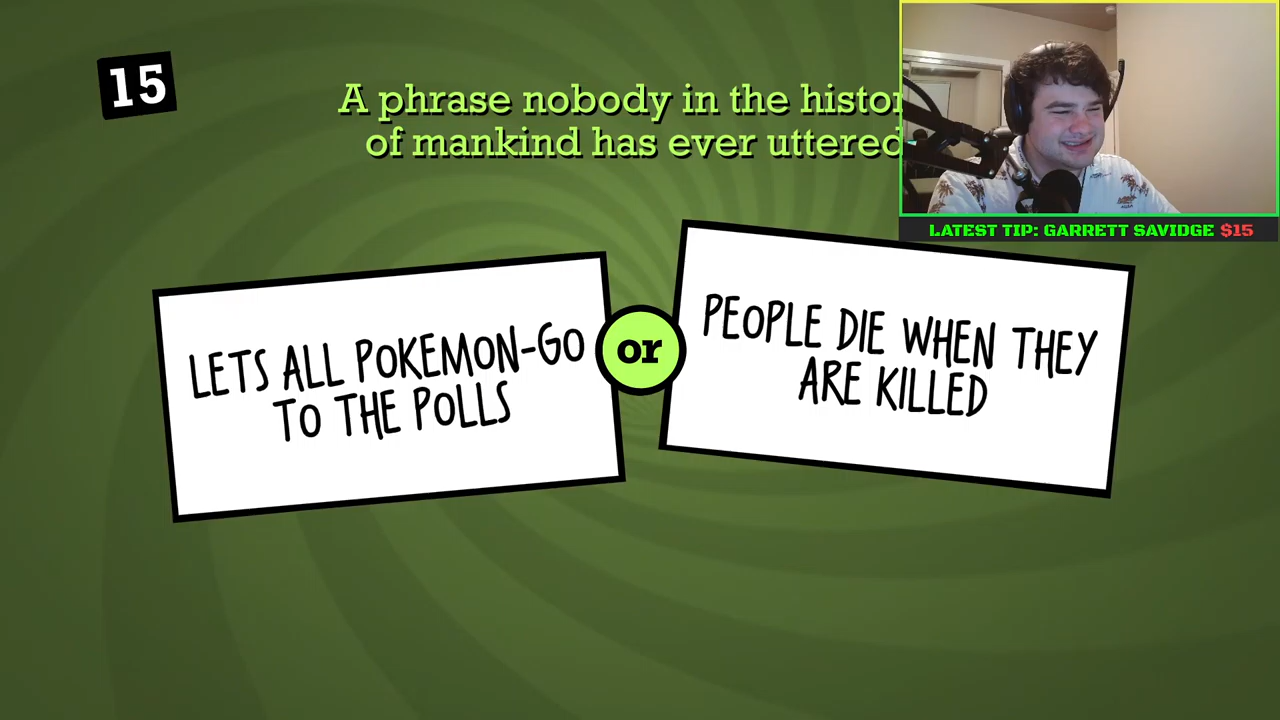 15
A phrase nobody in the histor
of mankind has ever uttered
LATEST TIP: GARRETT SAVIDGE $15
LETS ALL POKEMON-GO
TO THE POLLS
or
PEOPLE DIE WHEN THEY
ARE KILLED